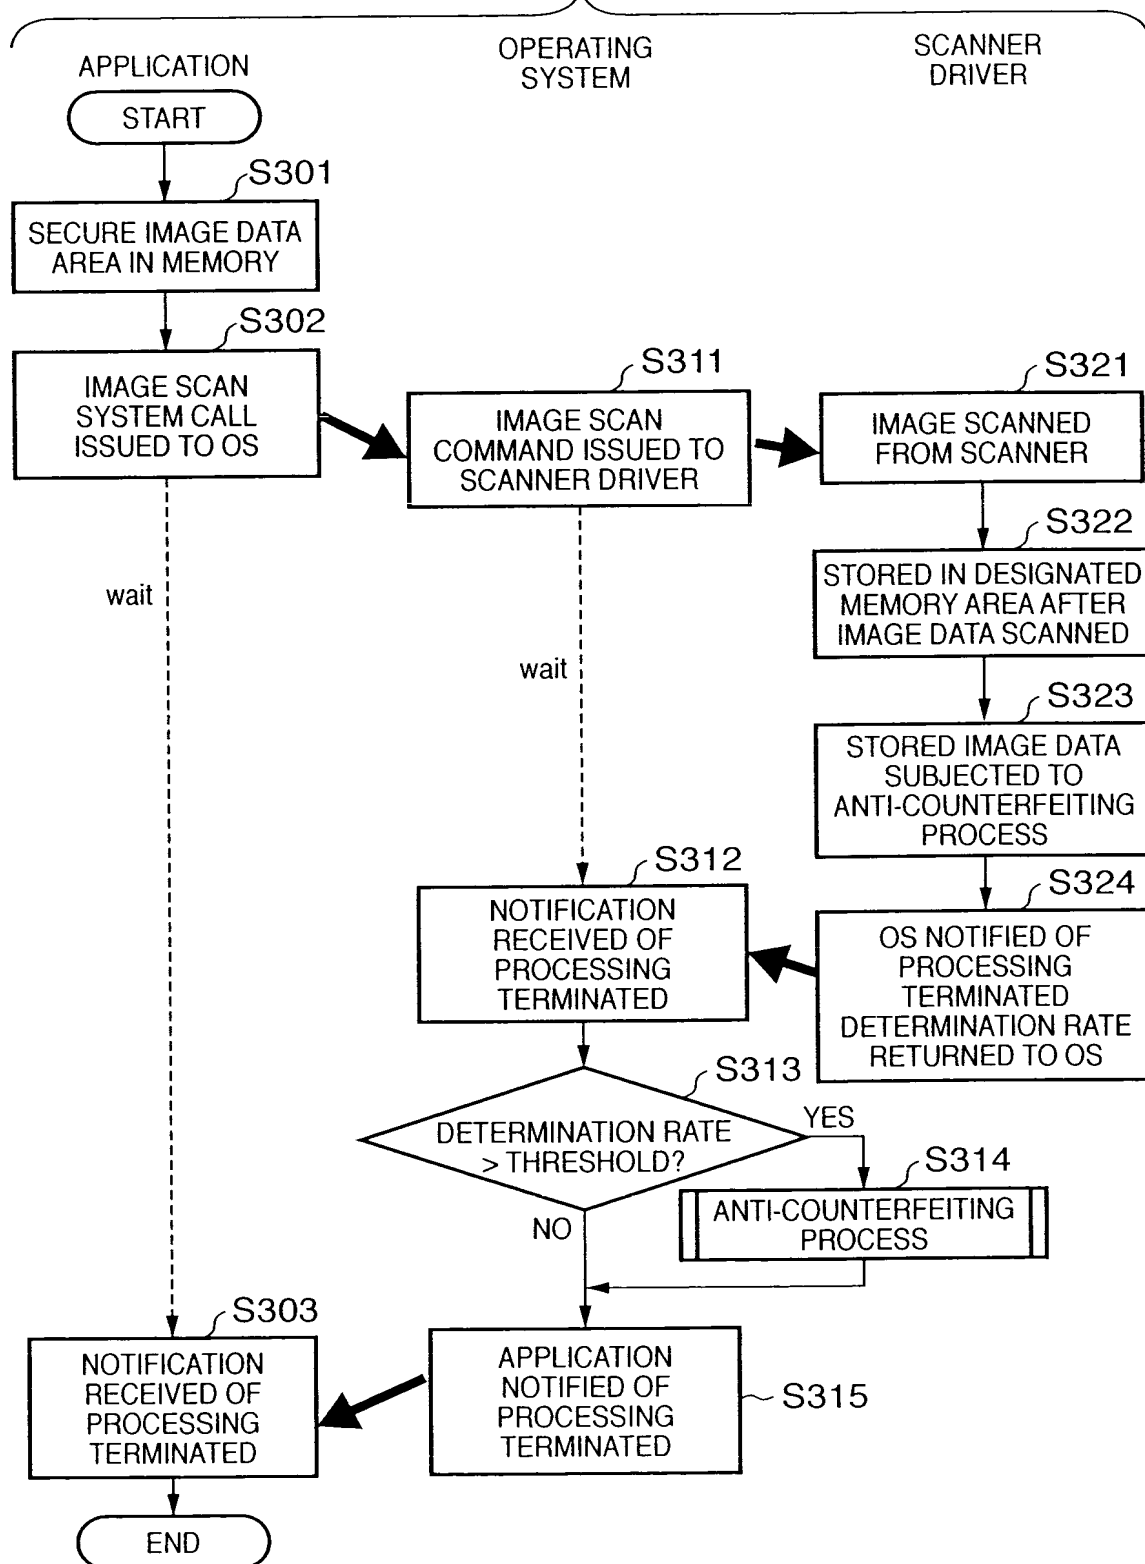 APPLICATION
OPERATING
SYSTEM
SCANNER
DRIVER
START
S301
SECURE IMAGE DATA
AREA IN MEMORY
S302
IMAGE SCAN
SYSTEM CALL
ISSUED TO OS
S311
IMAGE SCAN
COMMAND ISSUED TO
SCANNER DRIVER
S321
IMAGE SCANNED
FROM SCANNER
S322
STORED IN DESIGNATED
MEMORY AREA AFTER
IMAGE DATA SCANNED
wait
wait
S323
STORED IMAGE DATA
SUBJECTED TO
ANTI-COUNTERFEITING
PROCESS
S312
NOTIFICATION
RECEIVED OF
PROCESSING
TERMINATED
S324
OS NOTIFIED OF
PROCESSING
TERMINATED
DETERMINATION RATE
RETURNED TO OS
S313
DETERMINATION RATE
> THRESHOLD?
YES
NO
S314
ANTI-COUNTERFEITING
PROCESS
S303
NOTIFICATION
RECEIVED OF
PROCESSING
TERMINATED
APPLICATION
NOTIFIED OF
PROCESSING
TERMINATED
S315
END